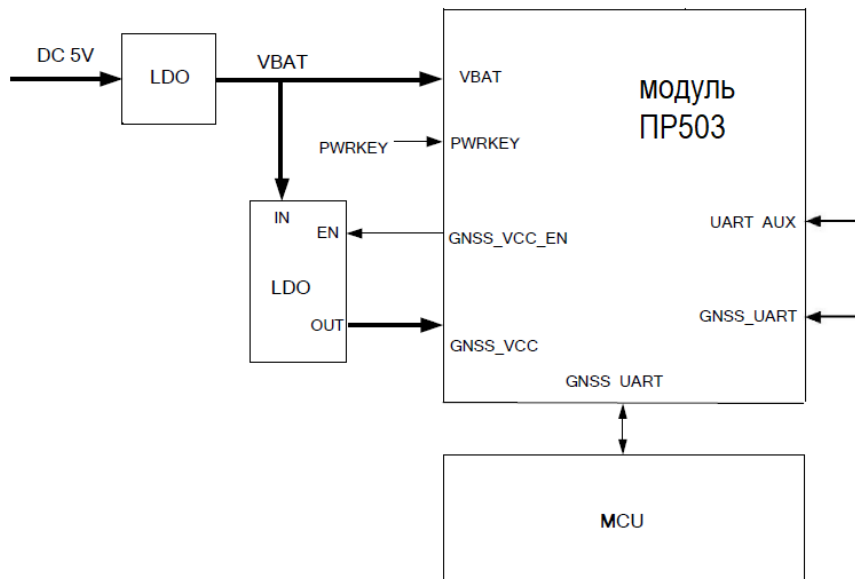 DC 5V
LDO
VBAT
VBAT
модуль
ПР503
PWRKEY
PWRKEY
IN
EN
GNSS_VCC_EN
UART AUX
LDO
OUT
GNSS_VCC
GNSS_UART
GNSS UART
MCU